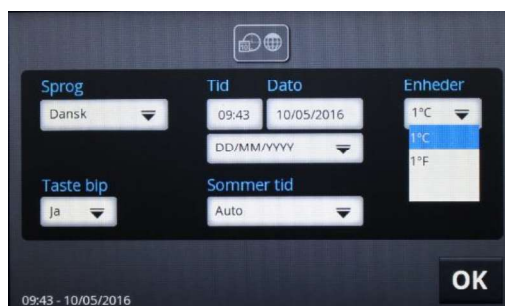 Sprog
Tid
Dato
Enheder
Dansk
09:43
10/05/2016
1°C
DD/MM/YYYY
1°C
1°F
Taste bip
Sommer tid
Ja
Auto
OK
09:43 - 10/05/2016